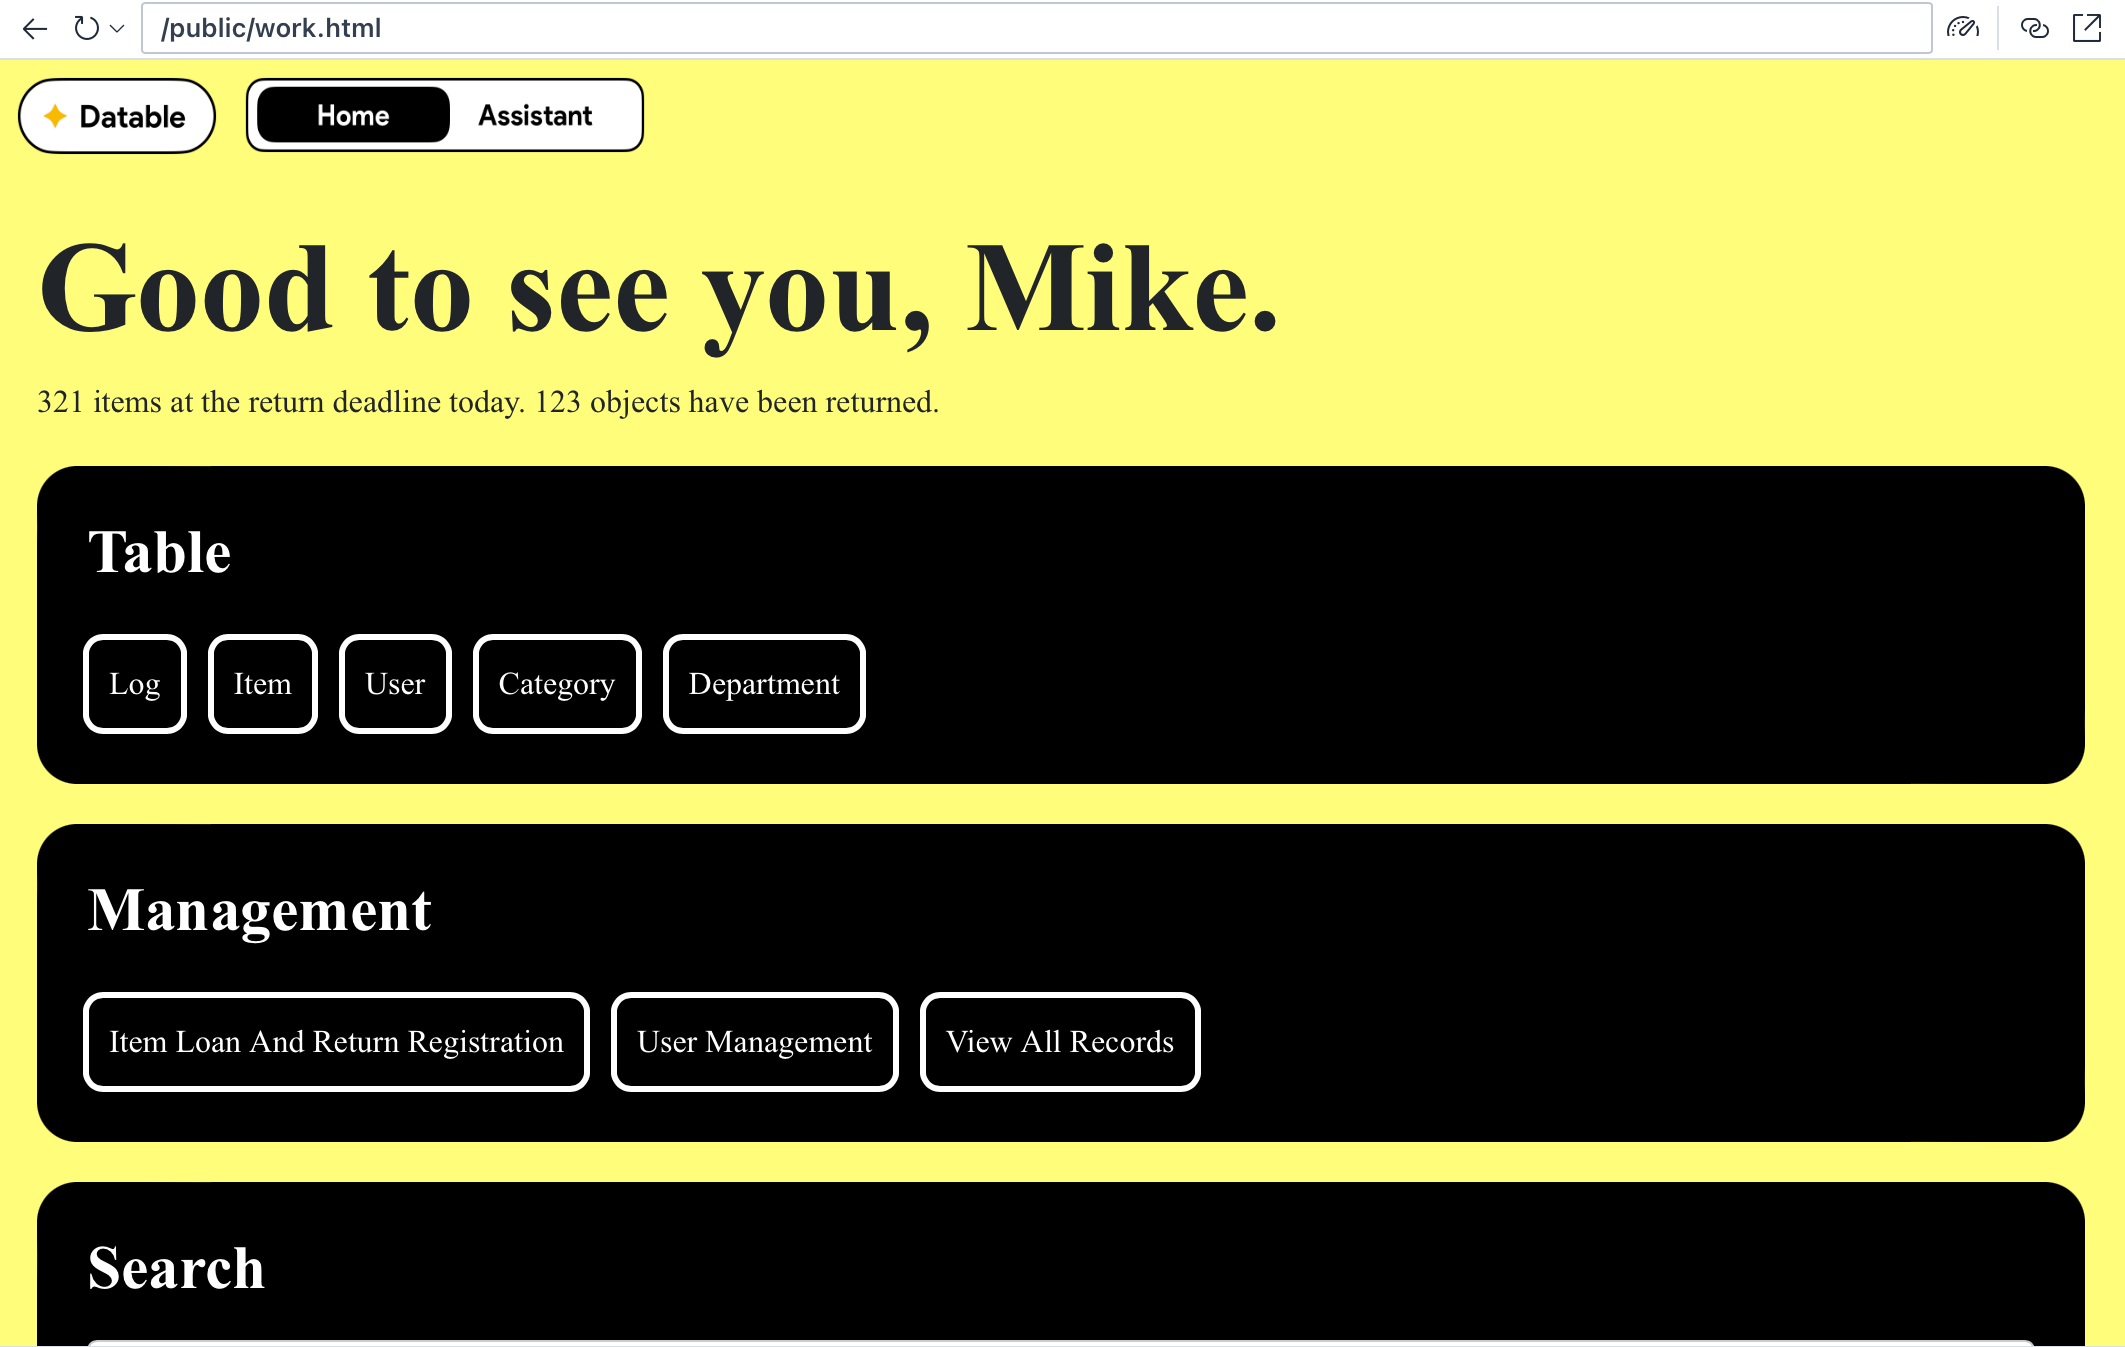 /public/work.html
Datable
Home Assistant
Good to see you, Mike.
321 items at the return deadline today. 123 objects have been returned.
Table
Log Item User Category Department
Management
Item Loan And Return Registration User Management View All Records
Search